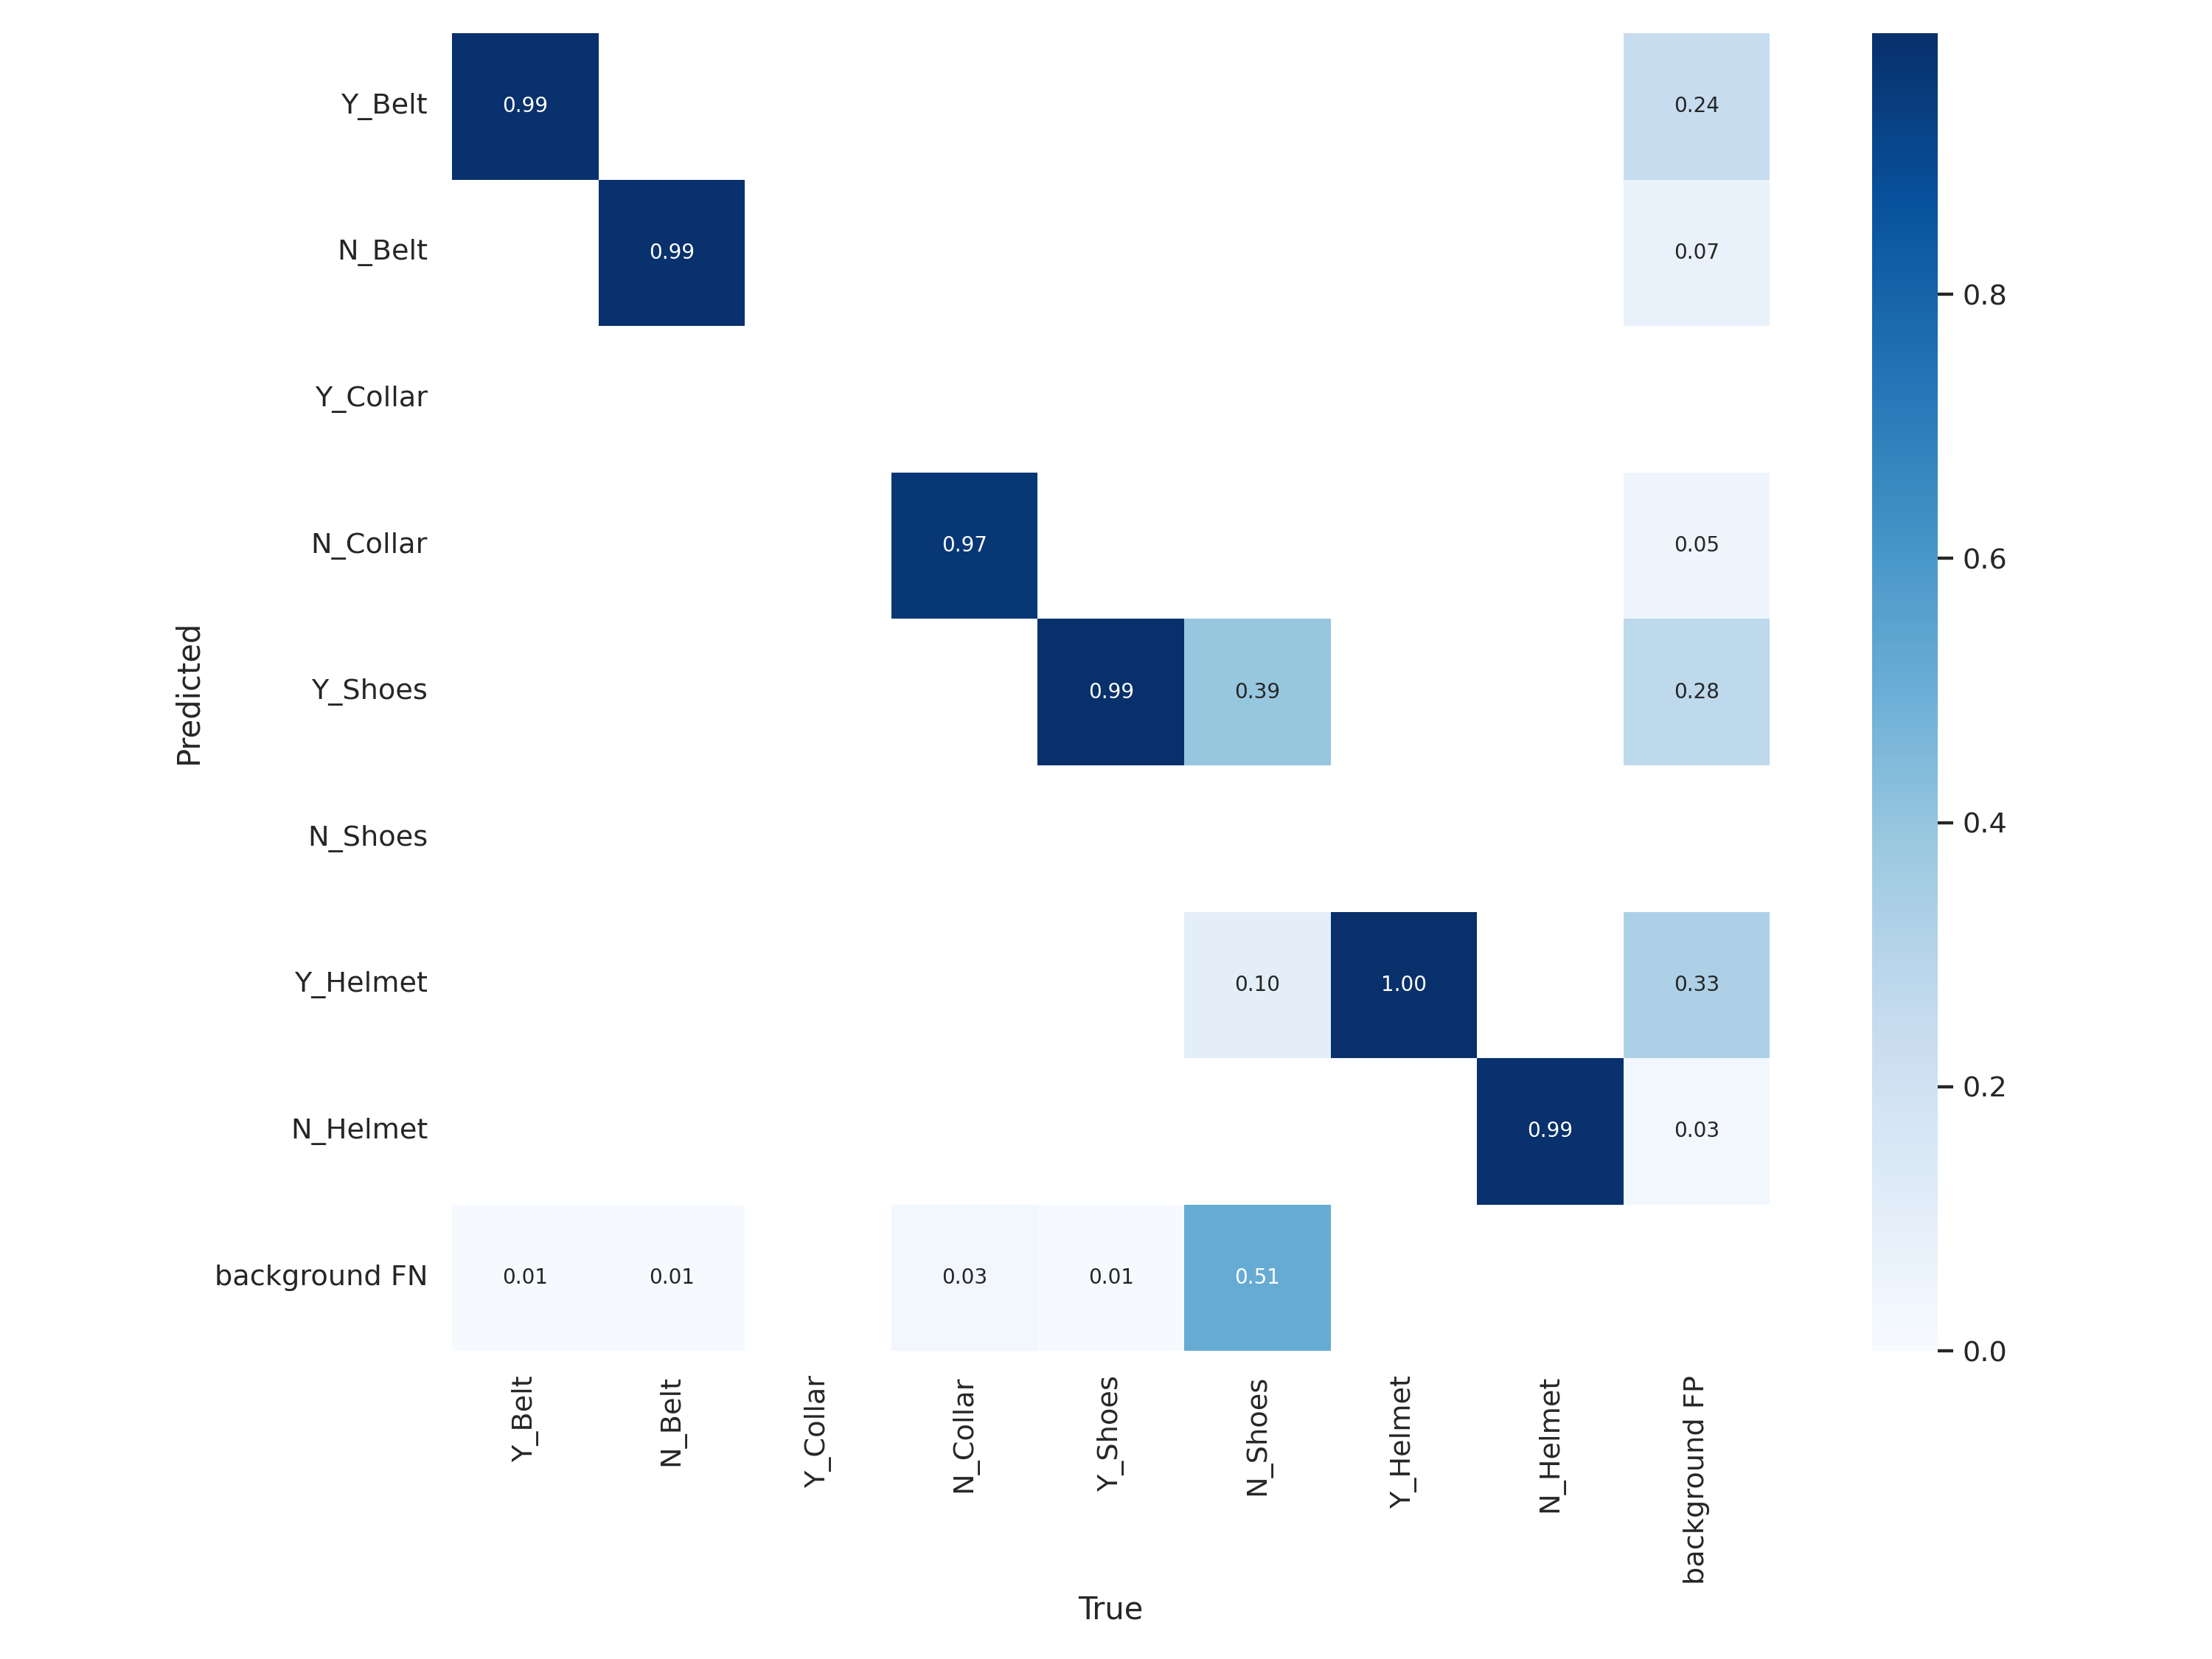 Y_Belt 0.99 0.24
N_Belt 0.99 0.07 0.8
Y_Collar
N_Collar 0.97 0.05 0.6
Predicted
Y_Shoes 0.99 0.39 0.28
N_Shoes 0.4
Y_Helmet 0.10 1.00 0.33
0.2
N_Helmet 0.99 0.03
background FN 0.01 0.01 0.03 0.01 0.51
0.0
Y_Belt N_Belt Y_Collar N_Collar Y_Shoes N_Shoes Y_Helmet N_Helmet background FP
True